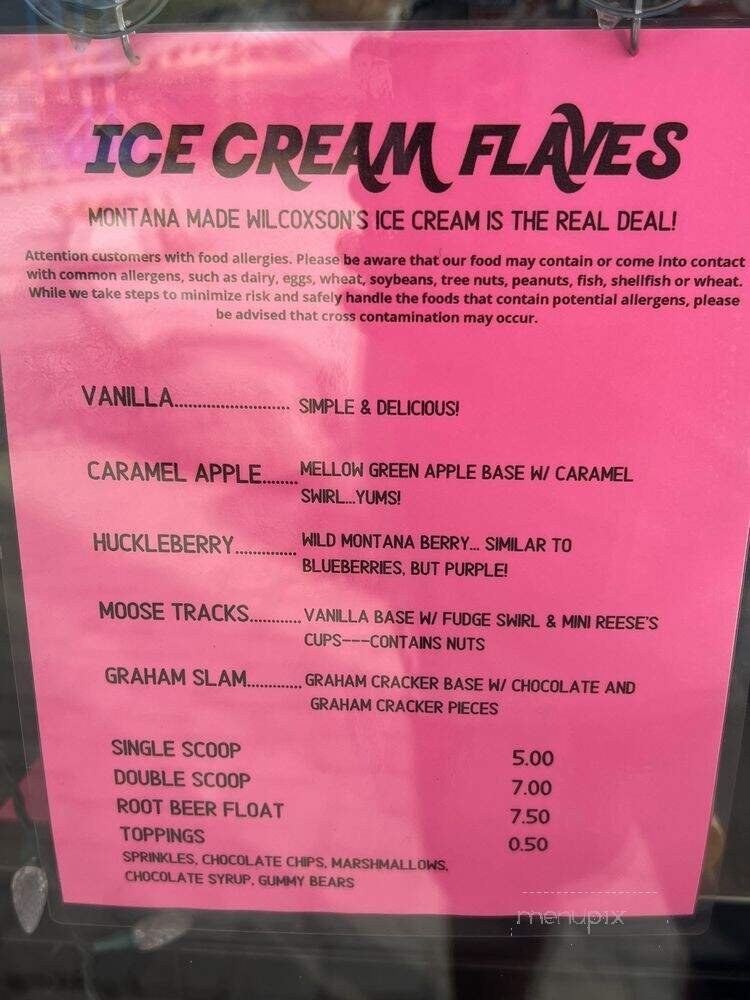 ICE CREAM FLAVES
MONTANA MADE WILCOXSON'S ICE CREAM IS THE REAL DEAL!
Attention customers with food allergies. Please be aware that our food may contain or come into contact
with common allergens, such as dairy, eggs, wheat, soybeans, tree nuts, peanuts, fish, shellfish or wheat.
While we take steps to minimize risk and safely handle the foods that contain potential allergens, please
be advised that cross contamination may occur.
VANILLA........................ SIMPLE & DELICIOUS!
CARAMEL APPLE........ MELLOW GREEN APPLE BASE W/ CARAMEL
SWIRL...YUMS!
HUCKLEBERRY............. WILD MONTANA BERRY... SIMILAR TO
BLUEBERRIES, BUT PURPLE!
MOOSE TRACKS........... VANILLA BASE W/ FUDGE SWIRL & MINI REESE'S
CUPS---CONTAINS NUTS
GRAHAM SLAM............ GRAHAM CRACKER BASE W/ CHOCOLATE AND
GRAHAM CRACKER PIECES
SINGLE SCOOP 5.00
DOUBLE SCOOP 7.00
ROOT BEER FLOAT 7.50
TOPPINGS 0.50
SPRINKLES, CHOCOLATE CHIPS, MARSHMALLOWS,
CHOCOLATE SYRUP, GUMMY BEARS
menupix